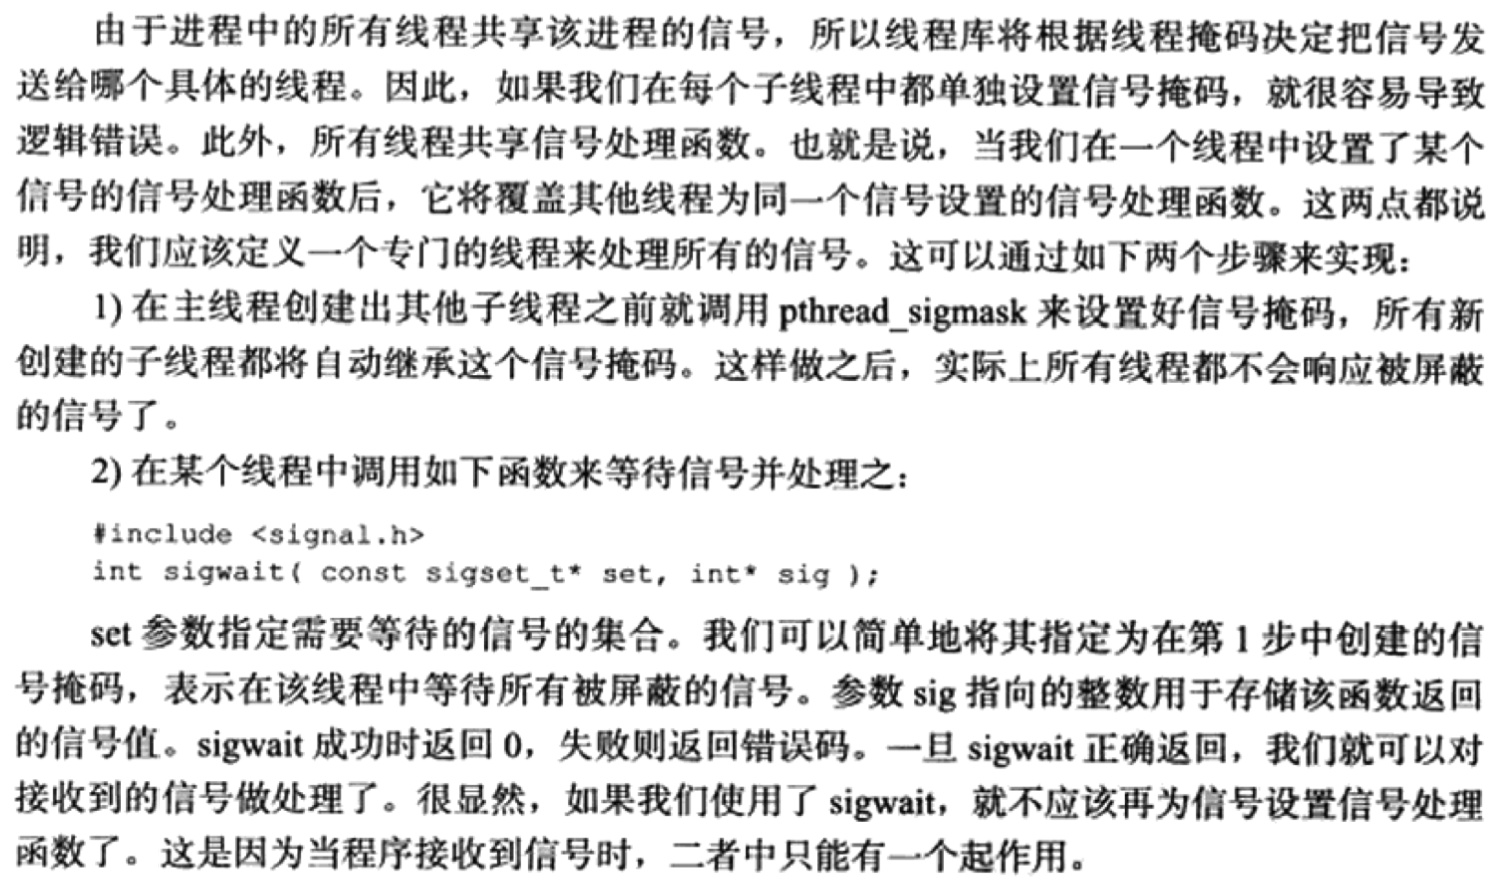 由于进程中的所有线程共享该进程的信号，所以线程库将根据线程掩码决定把信号发
送给哪个具体的线程。因此，如果我们在每个子线程中都单独设置信号掩码，就很容易导致
逻辑错误。此外，所有线程共享信号处理函数。也就是说，当我们在一个线程中设置了某个
信号的信号处理函数后，它将覆盖其他线程为同一个信号设置的信号处理函数。这两点都说
明，我们应该定义一个专门的线程来处理所有的信号。这可以通过如下两个步骤来实现：
1) 在主线程创建出其他子线程之前就调用 pthread_sigmask 来设置好信号掩码，所有新
创建的子线程都将自动继承这个信号掩码。这样做之后，实际上所有线程都不会响应被屏蔽
的信号了。
2) 在某个线程中调用如下函数来等待信号并处理之：
#include <signal.h>
int sigwait( const sigset_t* set, int* sig );
set 参数指定需要等待的信号的集合。我们可以简单地将其指定为在第 1 步中创建的信
号掩码，表示在该线程中等待所有被屏蔽的信号。参数 sig 指向的整数用于存储该函数返回
的信号值。sigwait 成功时返回 0，失败则返回错误码。一旦 sigwait 正确返回，我们就可以对
接收到的信号做处理了。很显然，如果我们使用了 sigwait，就不应该再为信号设置信号处理
函数了。这是因为当程序接收到信号时，二者中只能有一个起作用。